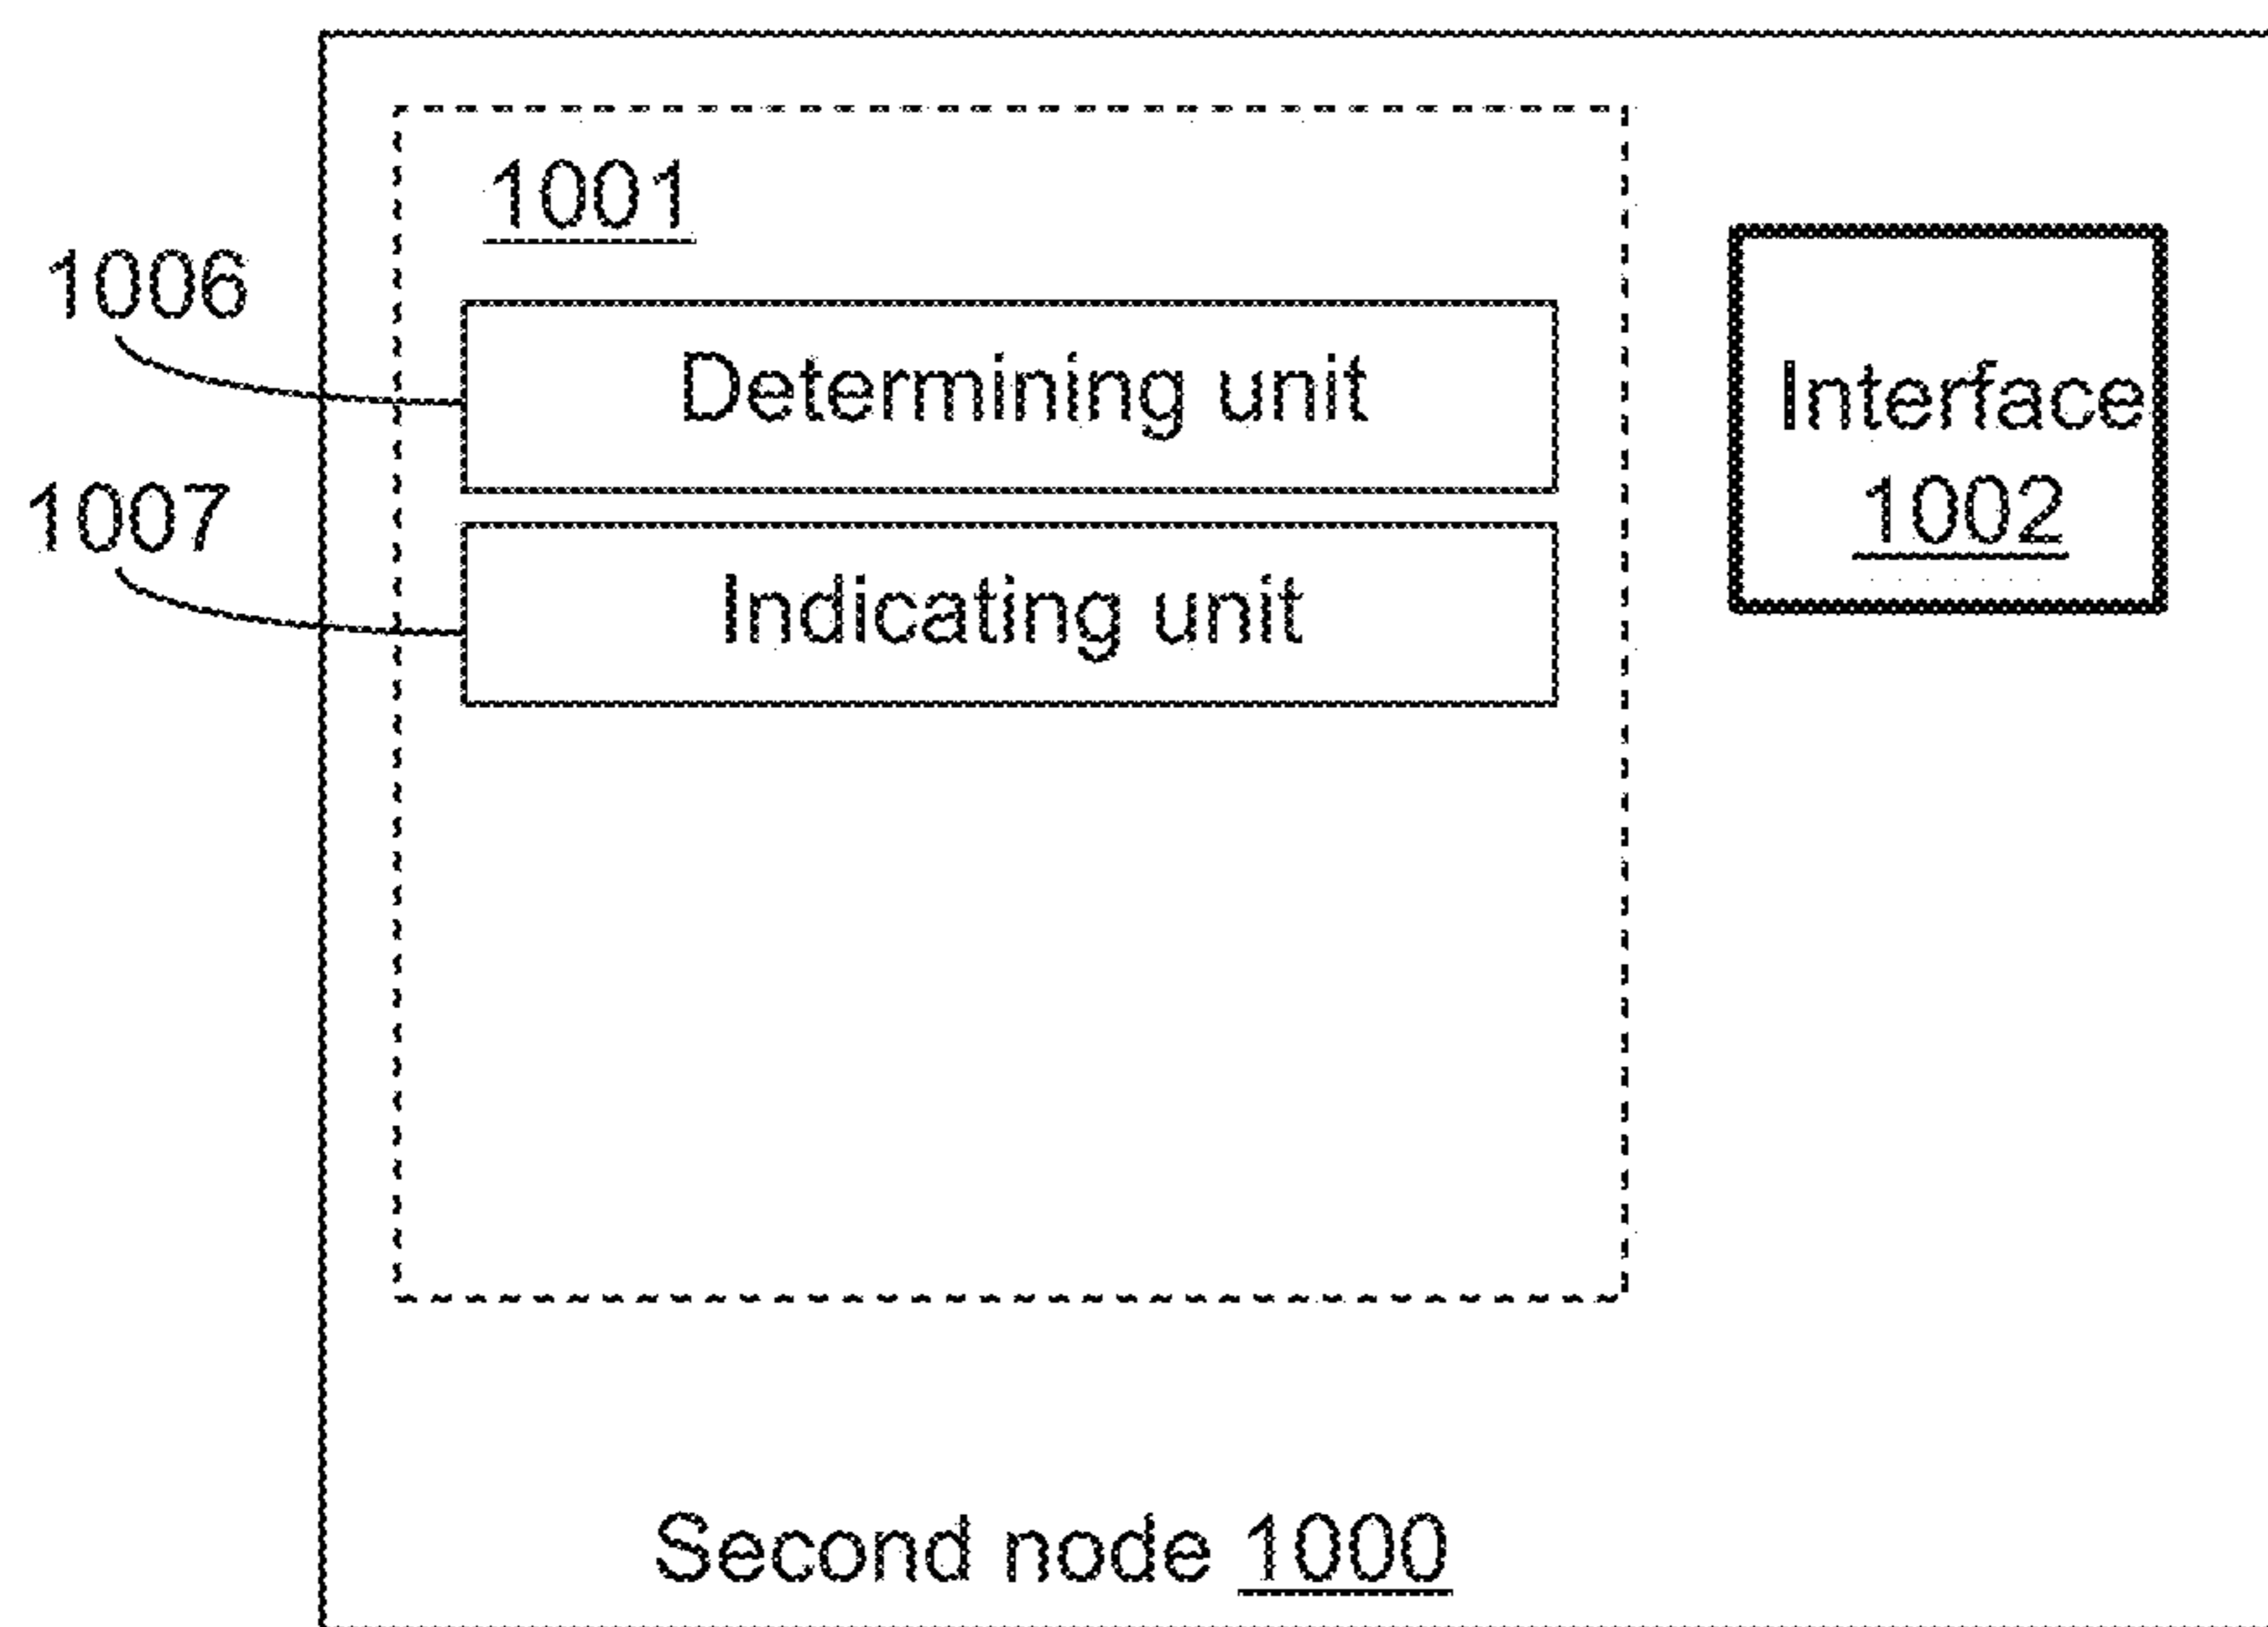 1001
1006
Determining unit
Interface
1002
1007
Indicating unit
Second node 1000